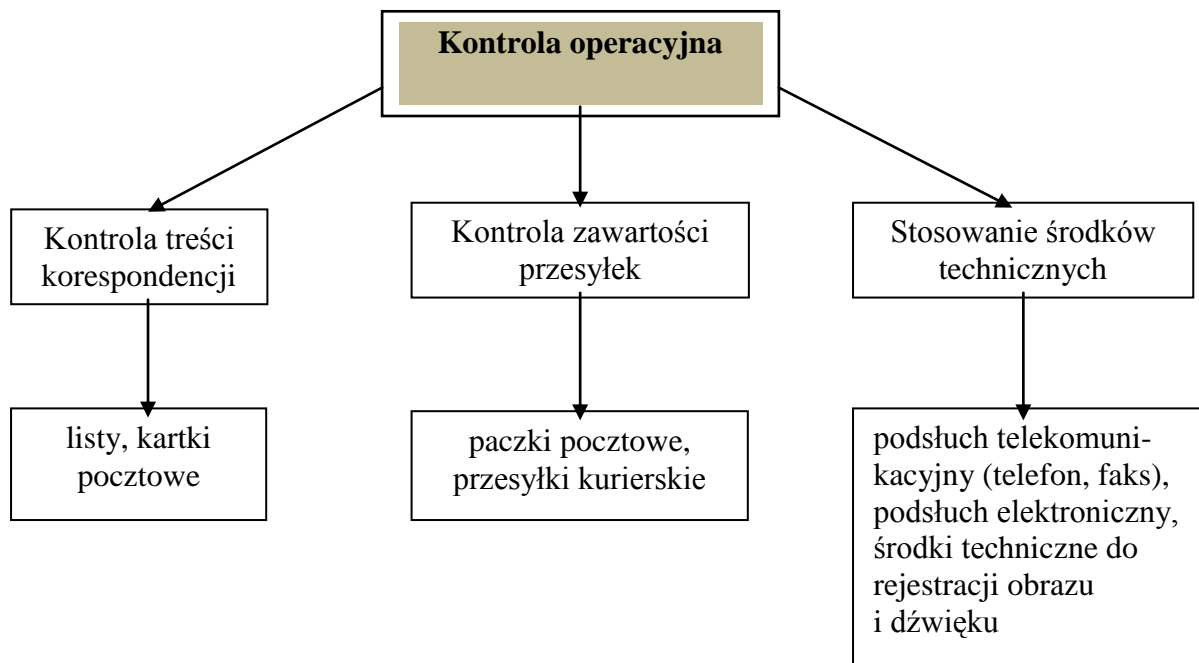 Kontrola operacyjna
Kontrola treści
korespondencji
Kontrola zawartości
przesyłek
Stosowanie środków
technicznych
listy, kartki
pocztowe
paczki pocztowe,
przesyłki kurierskie
podsłuch telekomuni-
kacyjny (telefon, faks),
podsłuch elektroniczny,
środki techniczne do
rejestracji obrazu
i dźwięku